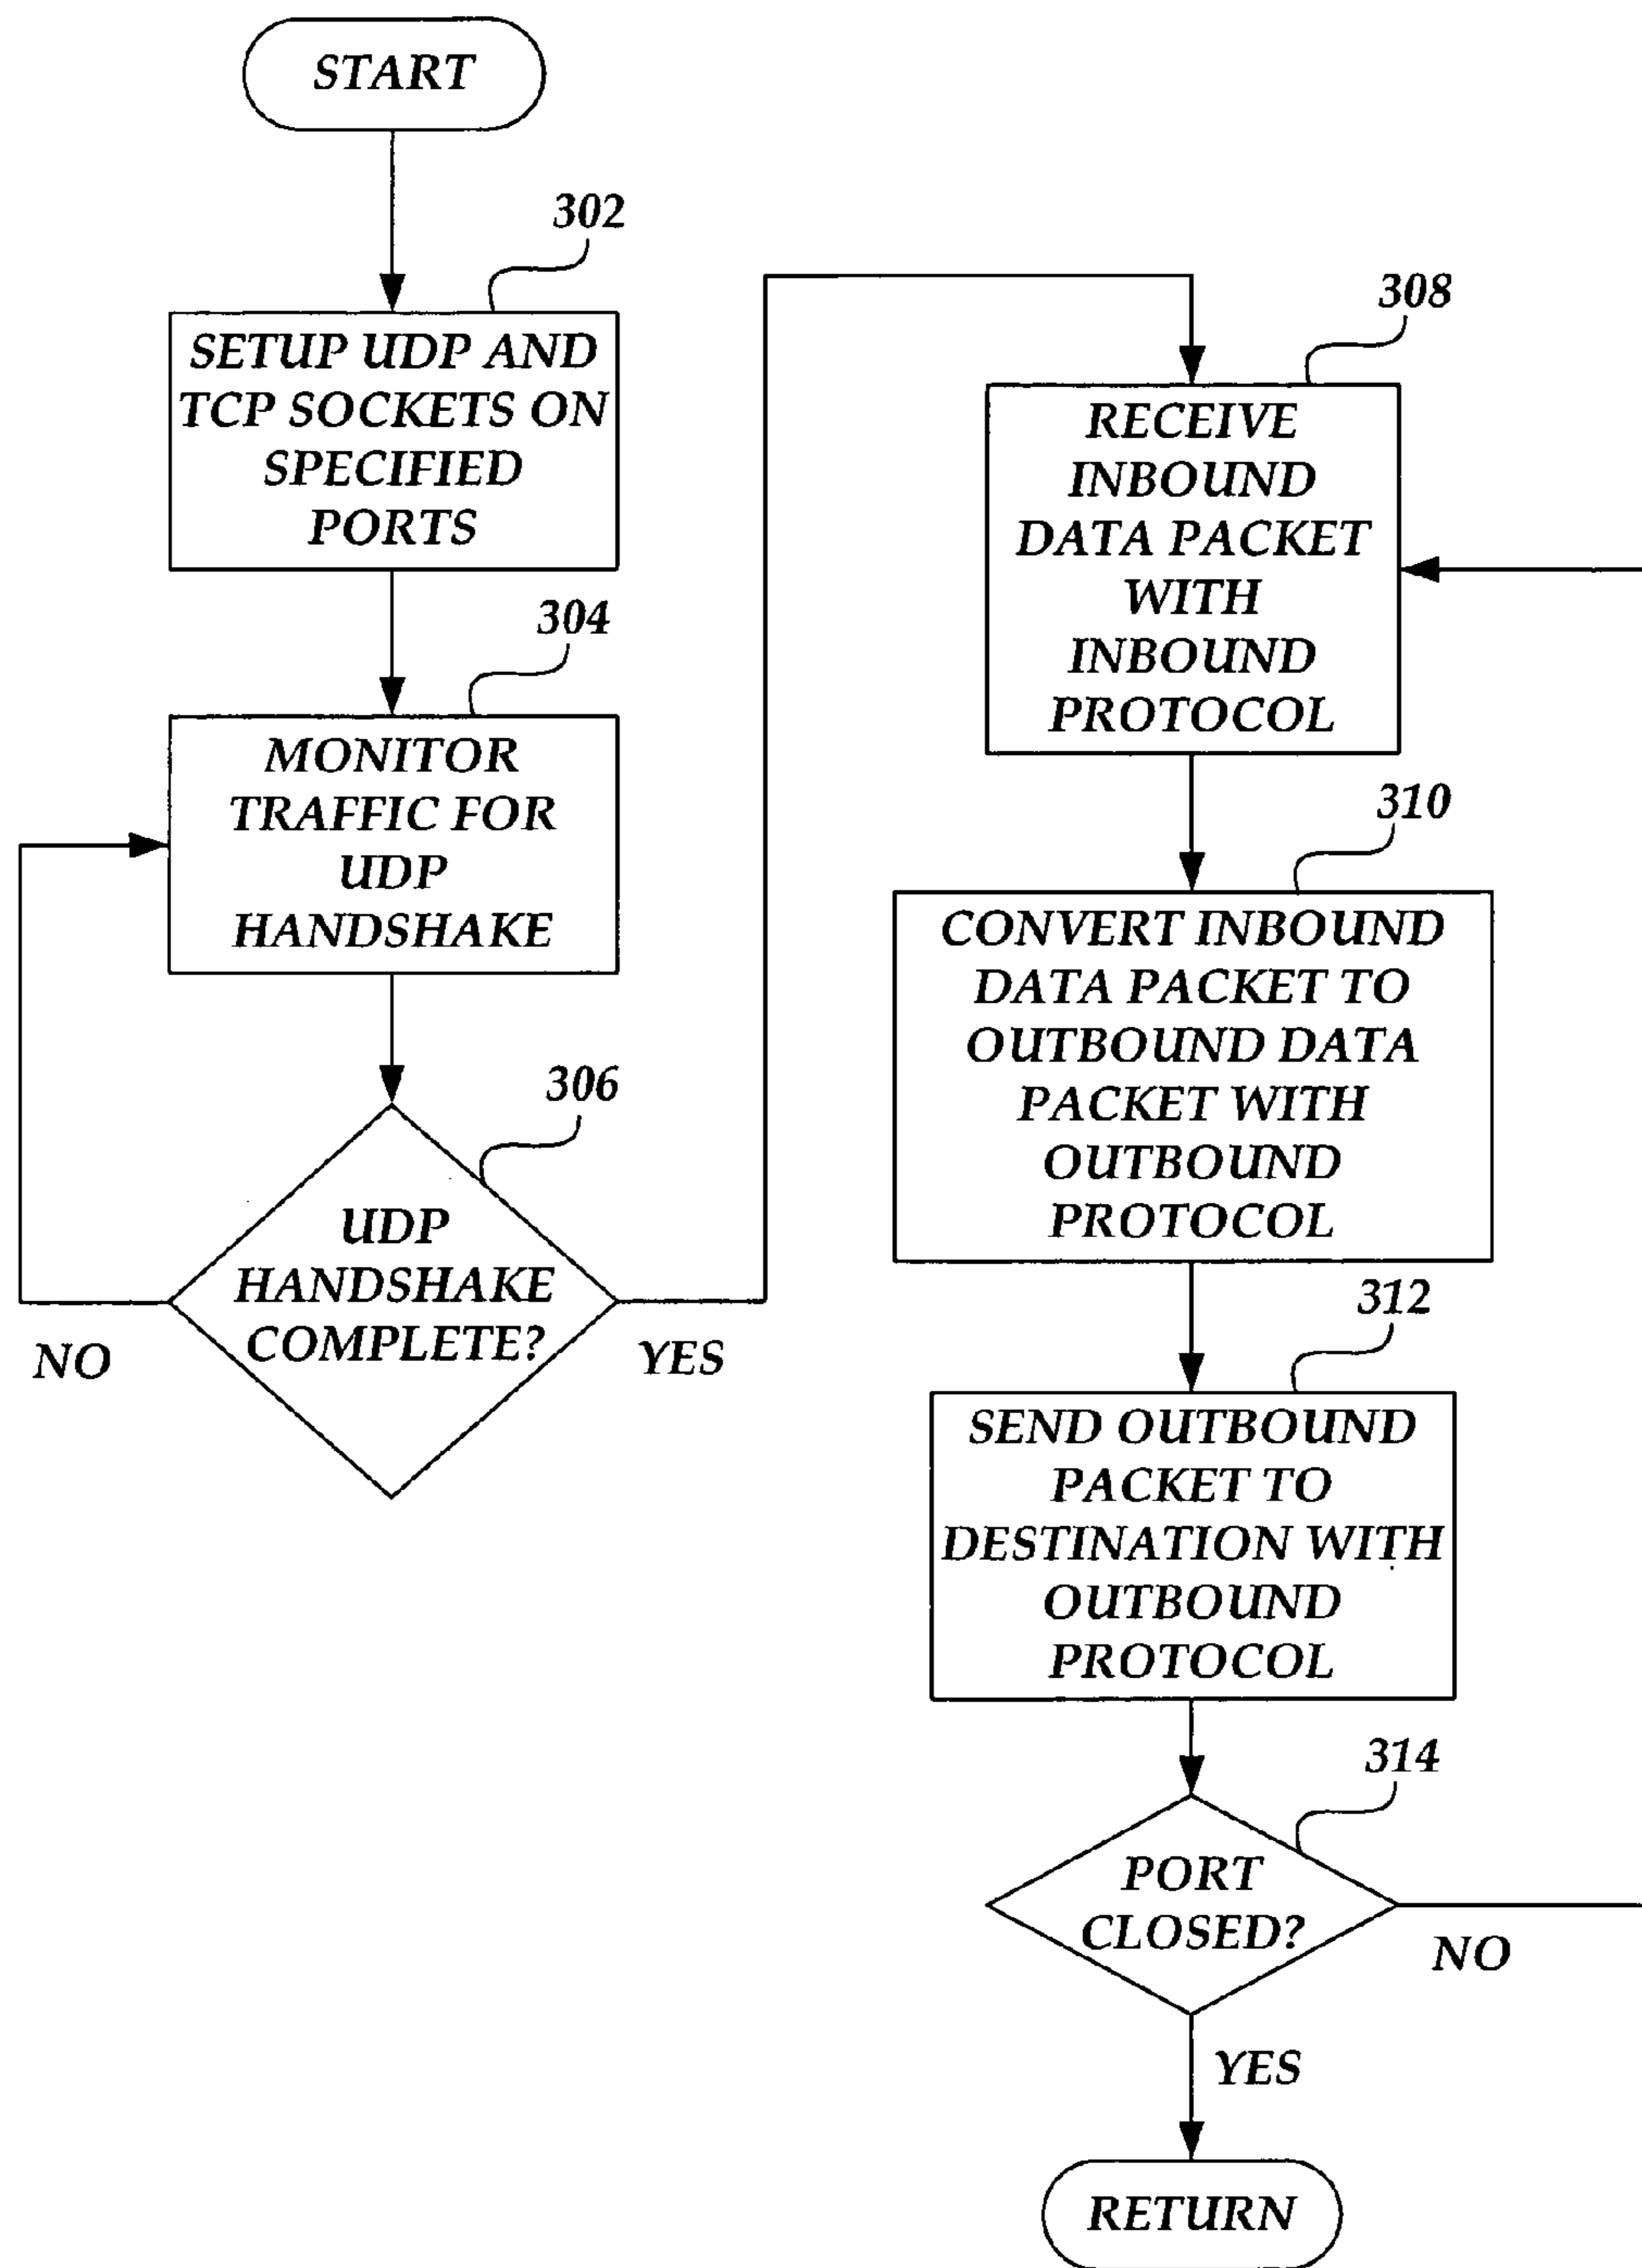 START
302
SETUP UDP AND
TCP SOCKETS ON
SPECIFIED
PORTS
304
MONITOR
TRAFFIC FOR
UDP
HANDSHAKE
306
UDP
HANDSHAKE
COMPLETE?
NO
YES
308
RECEIVE
INBOUND
DATA PACKET
WITH
INBOUND
PROTOCOL
310
CONVERT INBOUND
DATA PACKET TO
OUTBOUND DATA
PACKET WITH
OUTBOUND
PROTOCOL
312
SEND OUTBOUND
PACKET TO
DESTINATION WITH
OUTBOUND
PROTOCOL
314
PORT
CLOSED?
NO
YES
RETURN